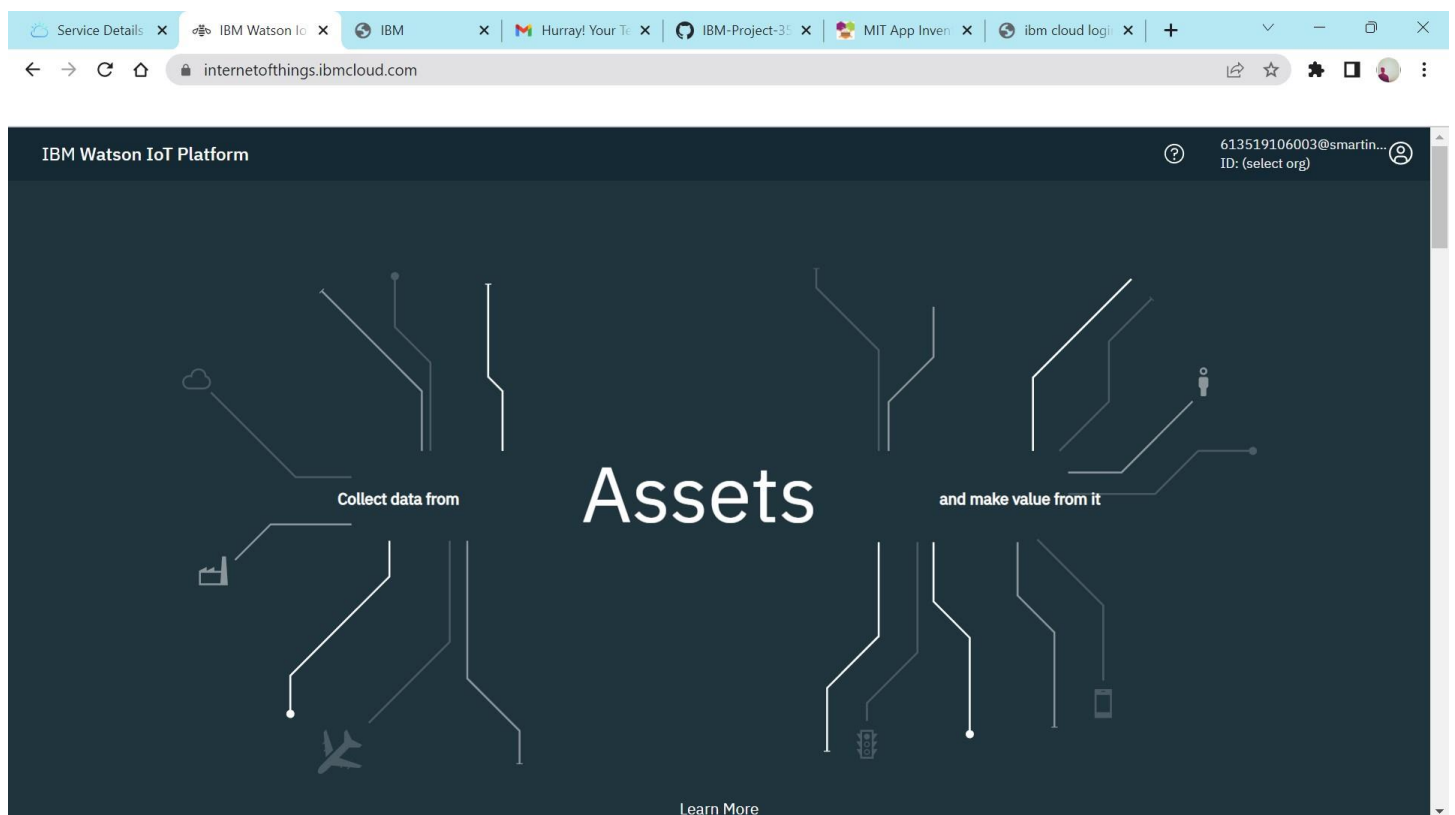 Service Details
IBM Watson Io
IBM
Hurray! Your Te
IBM-Project-35
MIT App Inven
ibm cloud logi
internetofthings.ibmcloud.com
IBM Watson IoT Platform
613519106003@smartin...
ID: (select org)
Collect data from
Assets
and make value from it
Learn More